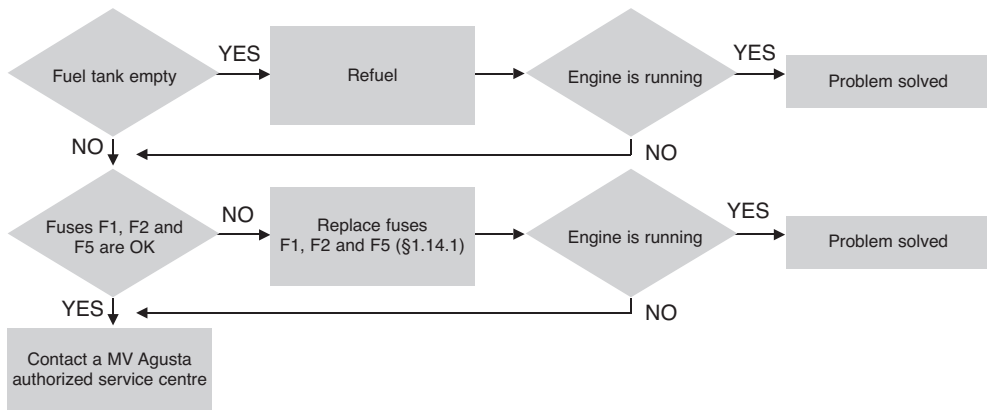 YES
YES
Fuel tank empty
Refuel
Engine is running
Problem solved
NO
NO
Fuses F1, F2 and
F5 are OK
NO
Replace fuses
F1, F2 and F5 (§1.14.1)
Engine is running
YES
Problem solved
YES
NO
Contact a MV Agusta
authorized service centre